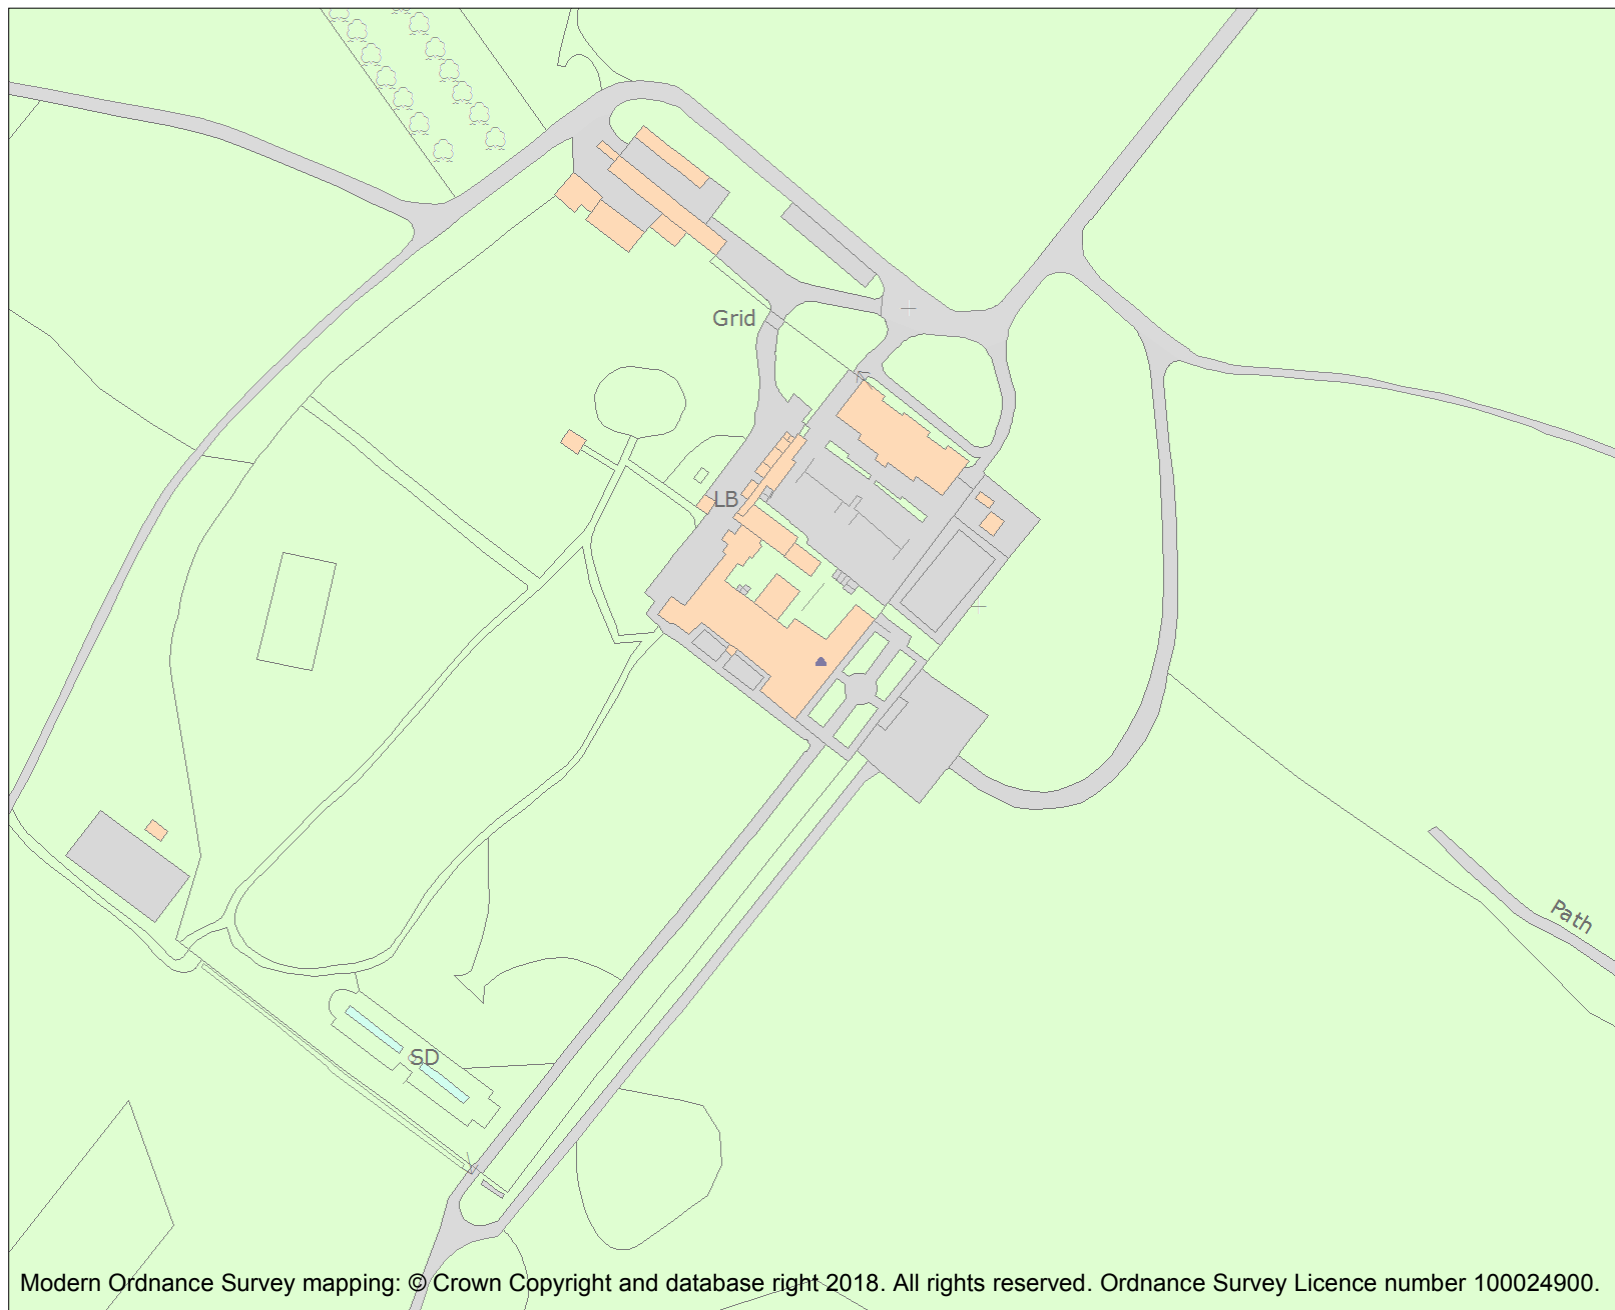 Grid
LB
Path
SD
Modern Ordnance Survey mapping: © Crown Copyright and database right 2018. All rights reserved. Ordnance Survey Licence number 100024900.